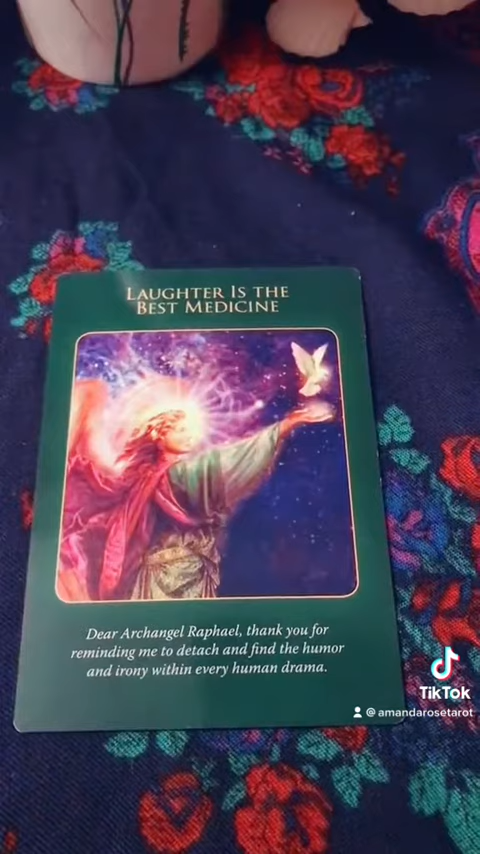 Laughter Is the
Best Medicine
Dear Archangel Raphael, thank you for
reminding me to detach and find the humor
and irony within every human drama.
TikTok
@amandarosetarot